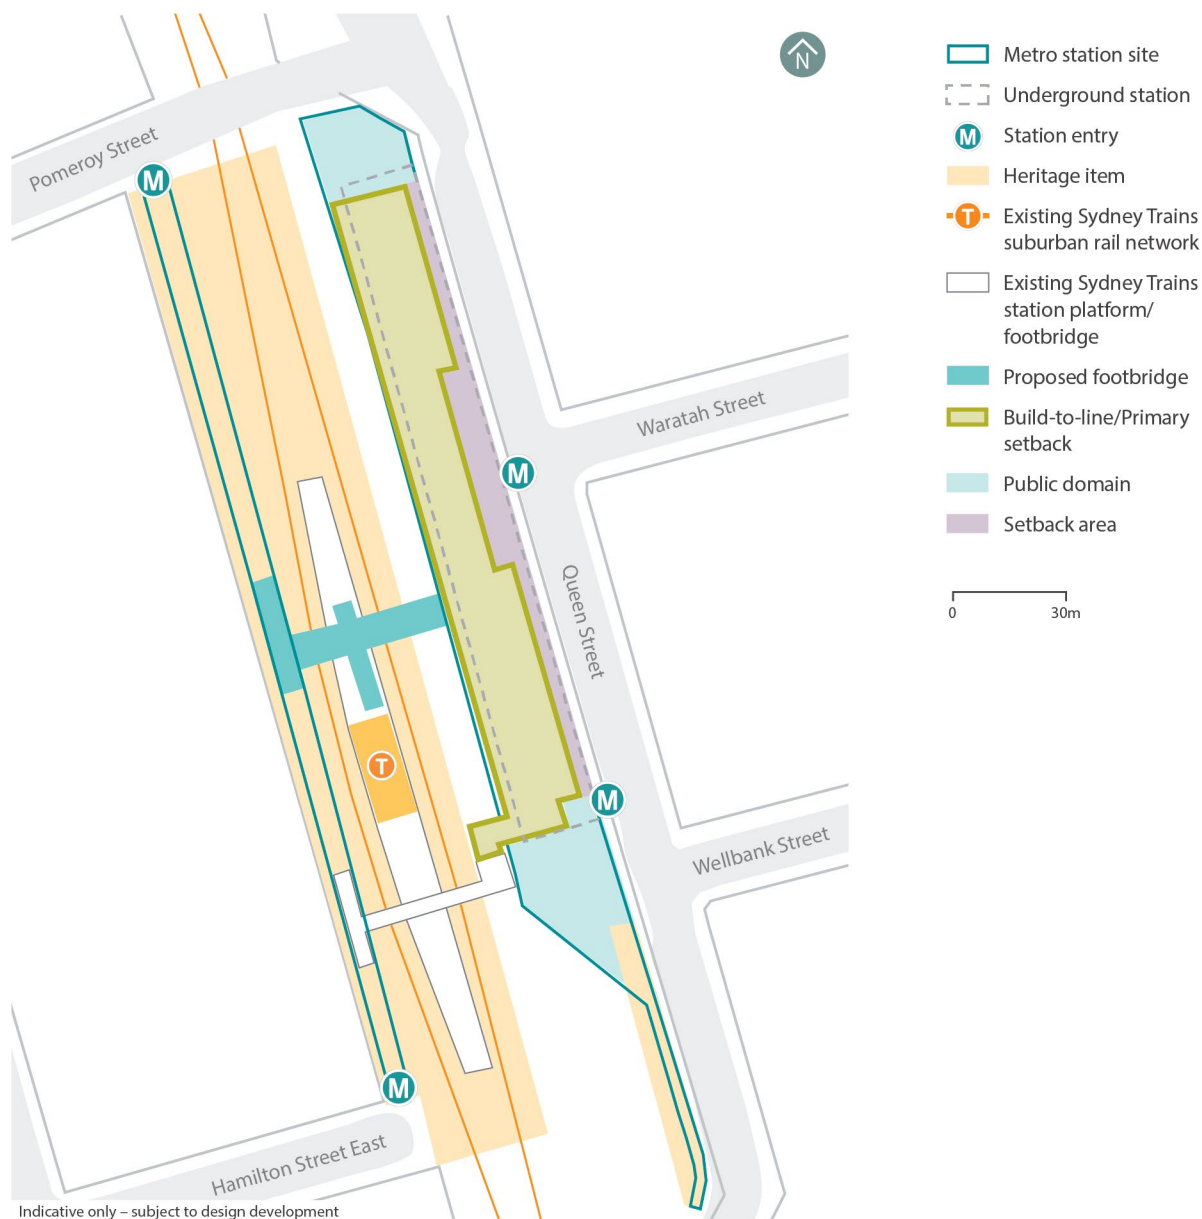 N
Pomeroy Street
M
Waratah Street
M
Queen Street
T
M
Wellbank Street
M
Hamilton Street East
Indicative only – subject to design development
Metro station site
Underground station
M
Station entry
Heritage item
T
Existing Sydney Trains
suburban rail network
Existing Sydney Trains
station platform/
footbridge
Proposed footbridge
Build-to-line/Primary
setback
Public domain
Setback area
0
30m